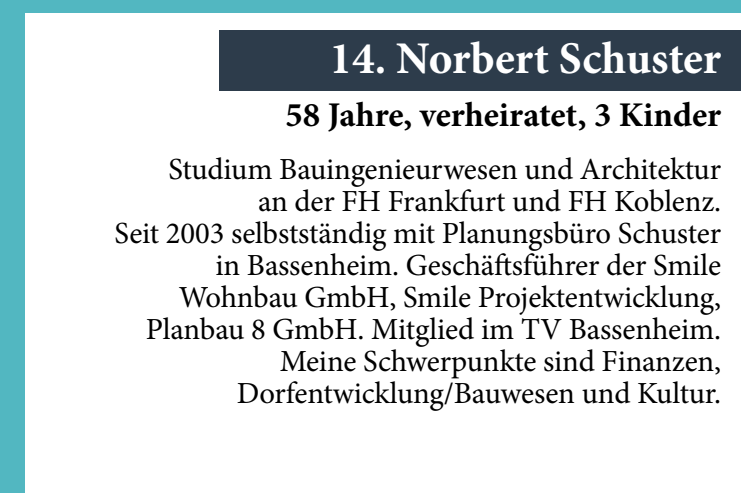 14. Norbert Schuster
58 Jahre, verheiratet, 3 Kinder
Studium Bauingenieurwesen und Architektur
an der FH Frankfurt und FH Koblenz.
Seit 2003 selbstständig mit Planungsbüro Schuster
in Bassenheim. Geschäftsführer der Smile
Wohnbau GmbH, Smile Projektentwicklung,
Planbau 8 GmbH. Mitglied im TV Bassenheim.
Meine Schwerpunkte sind Finanzen,
Dorfentwicklung/Bauwesen und Kultur.